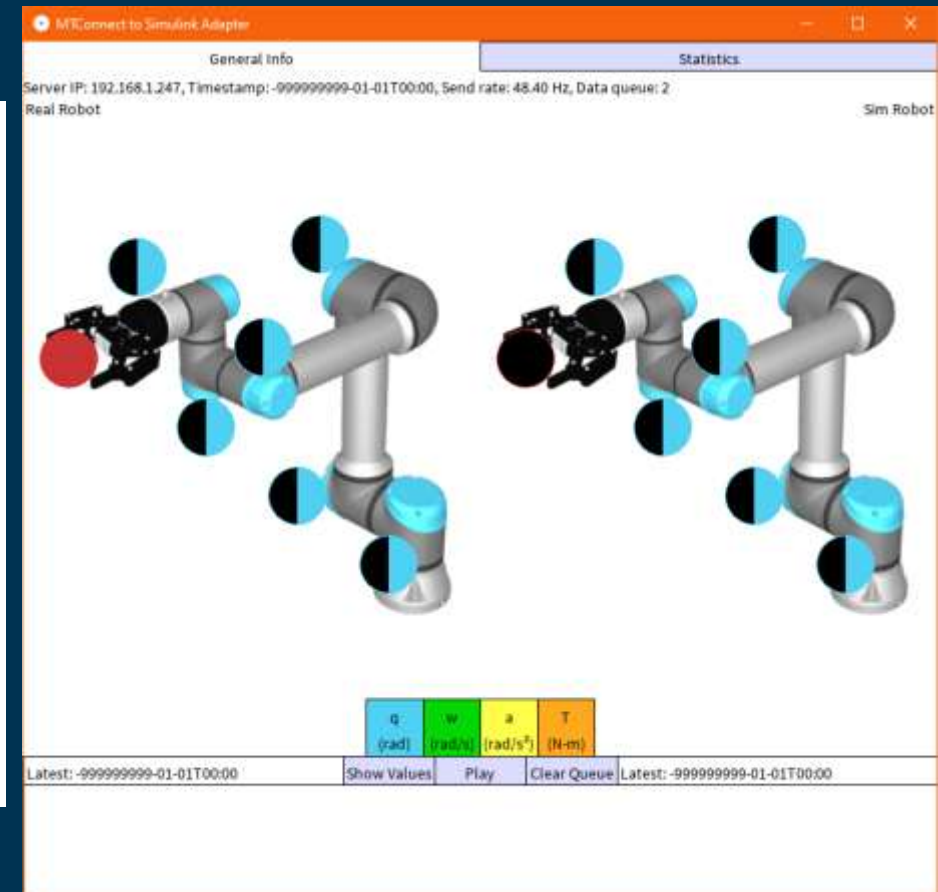 MTConnect to Simulink Adapter
General Info
Statistics
Server IP: 192.168.1.247, Timestamp: -999999999-01-01T00:00, Send rate: 48.40 Hz, Data queue: 2
Real Robot
Sim Robot
q
(rad)
w
(rad/s)
a
(rad/s²)
T
(N-m)
Latest: -999999999-01-01T00:00
Show Values
Play
Clear Queue
Latest: -999999999-01-01T00:00